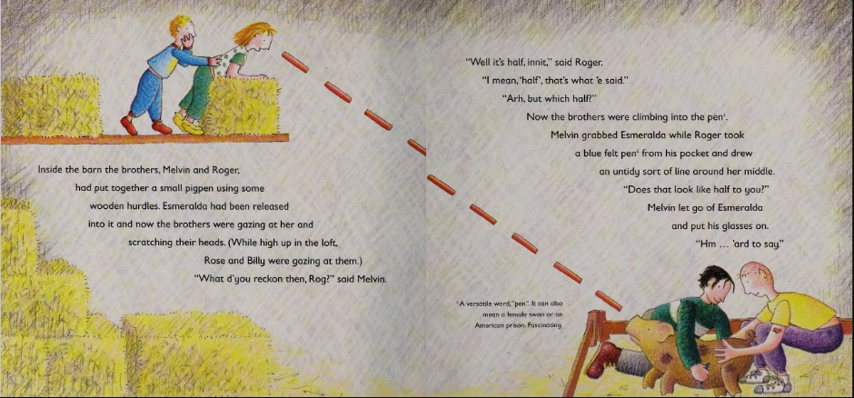 Inside the barn the brothers, Melvin and Roger,
had put together a small pigpen using some
wooden hurdles. Esmeralda had been released
into it and now the brothers were gazing at her and
scratching their heads. (While high up in the loft,
Rose and Billy were gazing at them.)
“What d’you reckon then, Rog?” said Melvin.
“Well it’s half, innit,” said Roger.
“I mean, ‘half’, that’s what ’e said.”
“Arh, but which half?”
Now the brothers were climbing into the pen¹.
Melvin grabbed Esmeralda while Roger took
a blue felt pen¹ from his pocket and drew
an untidy sort of line around her middle.
“Does that look like half to you?”
Melvin let go of Esmeralda
and put his glasses on.
“Hm … ’ard to say.”
¹A versatile word, “pen”. It can also
mean a female swan or an
American prison. Fascinating.